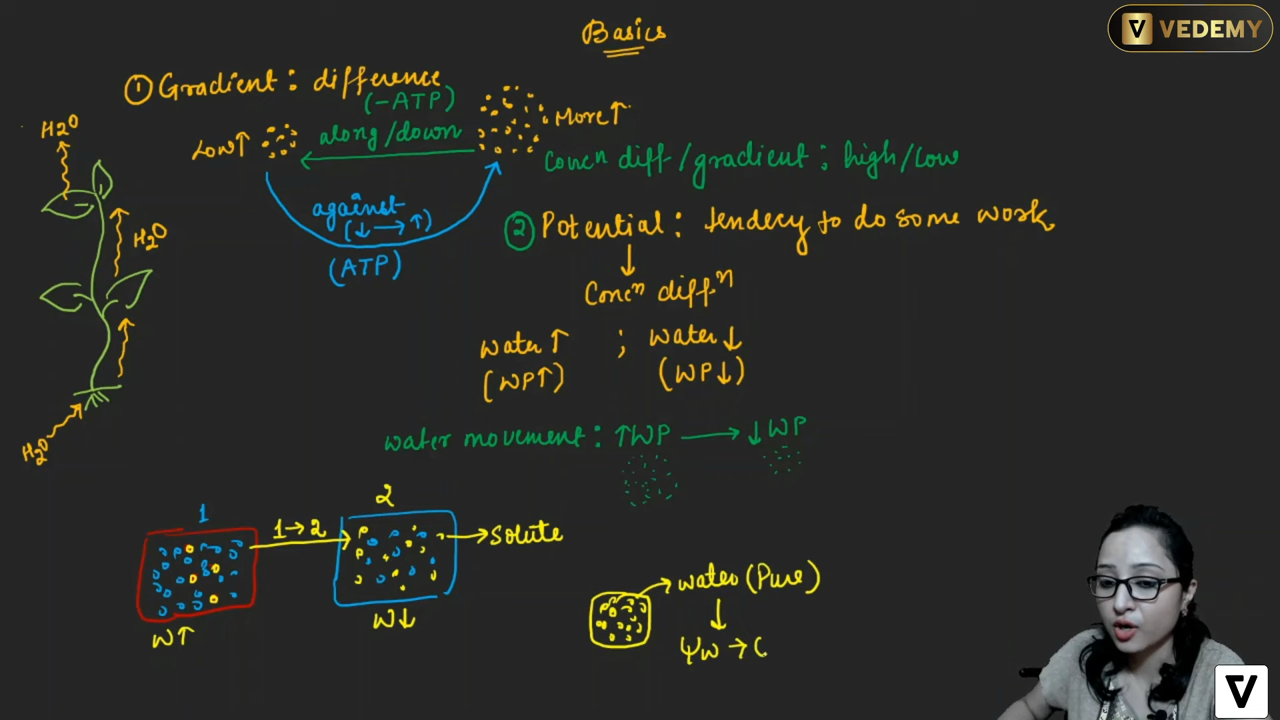 VEDEMY
Basics
① Gradient : difference
(-ATP)
along/down
Low↑
More↑
Concⁿ diff/gradient : high/low
against
(↓ → ↑)
(ATP)
② Potential : tendecy to do some work
↓
Concⁿ diffⁿ
Water↑ ; Water↓
(WP↑) (WP↓)
water movement : ↑WP → ↓WP
H2O
H2O
H2O
1
2
1→2
Solute
W↑
W↓
water (Pure)
↓
Ψw → (